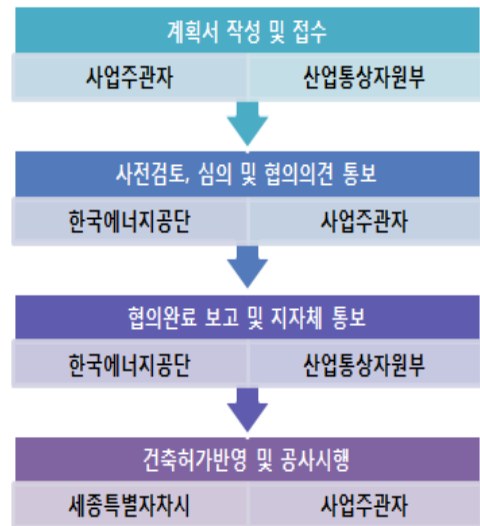 계획서 작성 및 접수
사업주관자 산업통상자원부
사전검토, 심의 및 협의의견 통보
한국에너지공단 사업주관자
협의완료 보고 및 지자체 통보
한국에너지공단 산업통상자원부
건축허가반영 및 공사시행
세종특별자차시 사업주관자